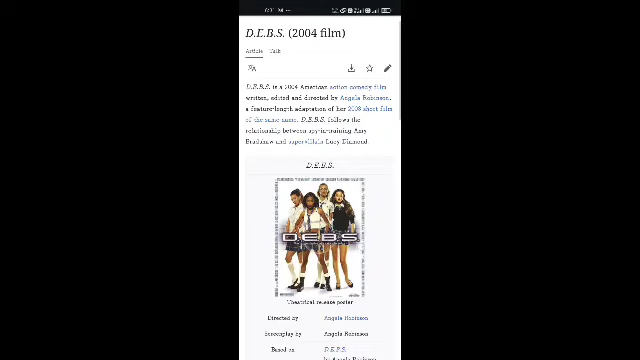 D.E.B.S. (2004 film)
Article Talk
D.E.B.S. is a 2004 American action comedy film
written, edited and directed by Angela Robinson,
a feature-length adaptation of her 2003 short film
of the same name. D.E.B.S. follows the
relationship between spy-in-training Amy
Bradshaw and supervillain Lucy Diamond.
D.E.B.S.
D.E.B.S.
Theatrical release poster
Directed by Angela Robinson
Screenplay by Angela Robinson
Based on D.E.B.S.
by Angela Robinson